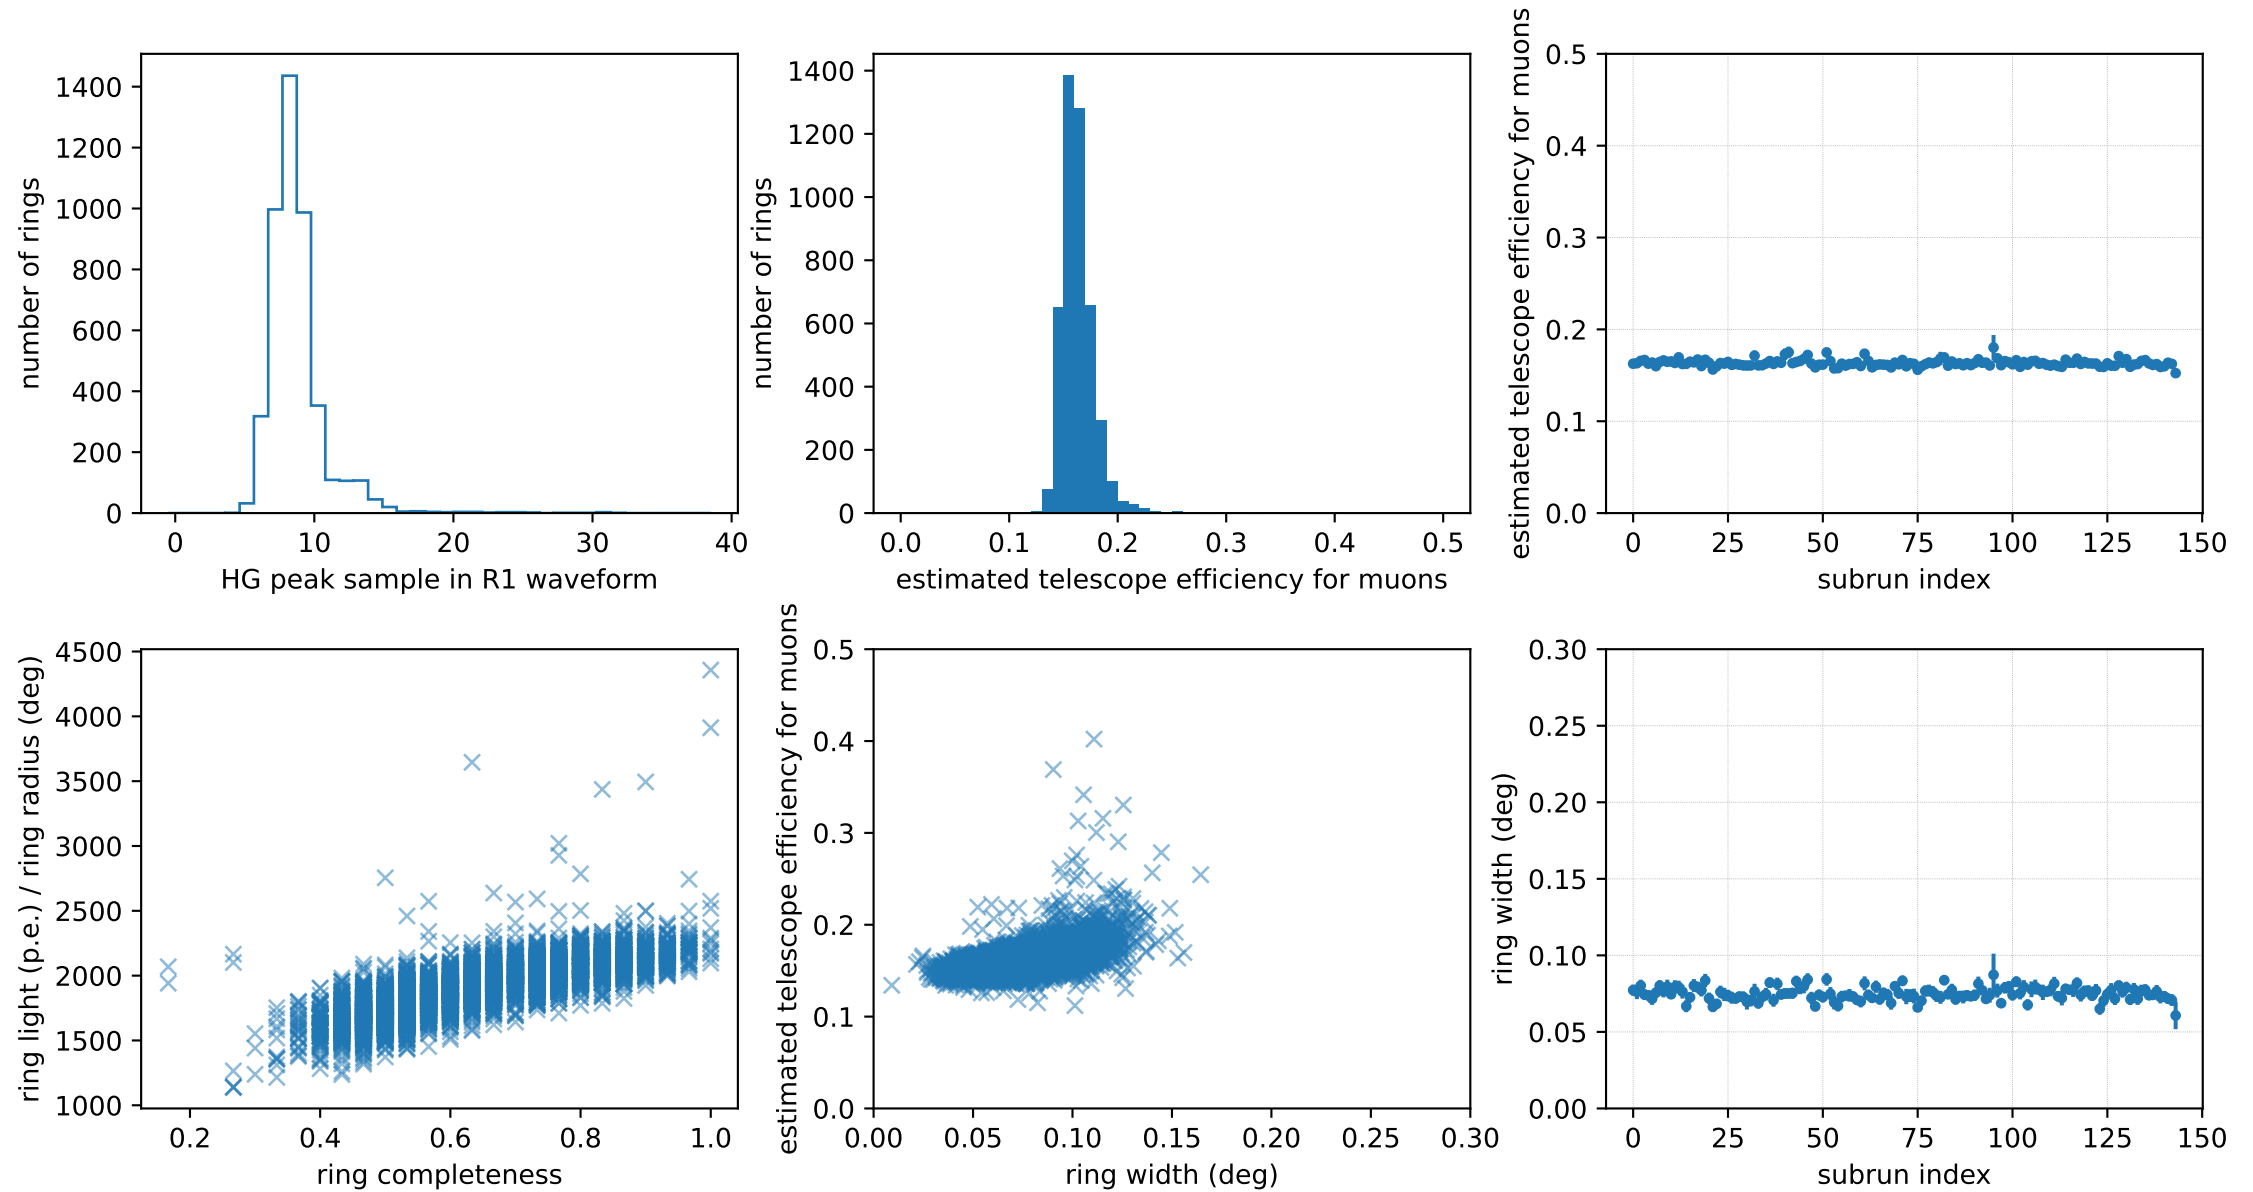 1400
1200
1000
800
600
400
200
0
number of rings
0 10 20 30 40
HG peak sample in R1 waveform
1400
1200
1000
800
600
400
200
0
number of rings
0.0 0.1 0.2 0.3 0.4 0.5
estimated telescope efficiency for muons
0.5
0.4
0.3
0.2
0.1
0.0
estimated telescope efficiency for muons
0 25 50 75 100 125 150
subrun index
4500
4000
3500
3000
2500
2000
1500
1000
ring light (p.e.) / ring radius (deg)
0.2 0.4 0.6 0.8 1.0
ring completeness
0.5
0.4
0.3
0.2
0.1
0.0
estimated telescope efficiency for muons
0.00 0.05 0.10 0.15 0.20 0.25 0.30
ring width (deg)
0.30
0.25
0.20
0.15
0.10
0.05
0.00
ring width (deg)
0 25 50 75 100 125 150
subrun index